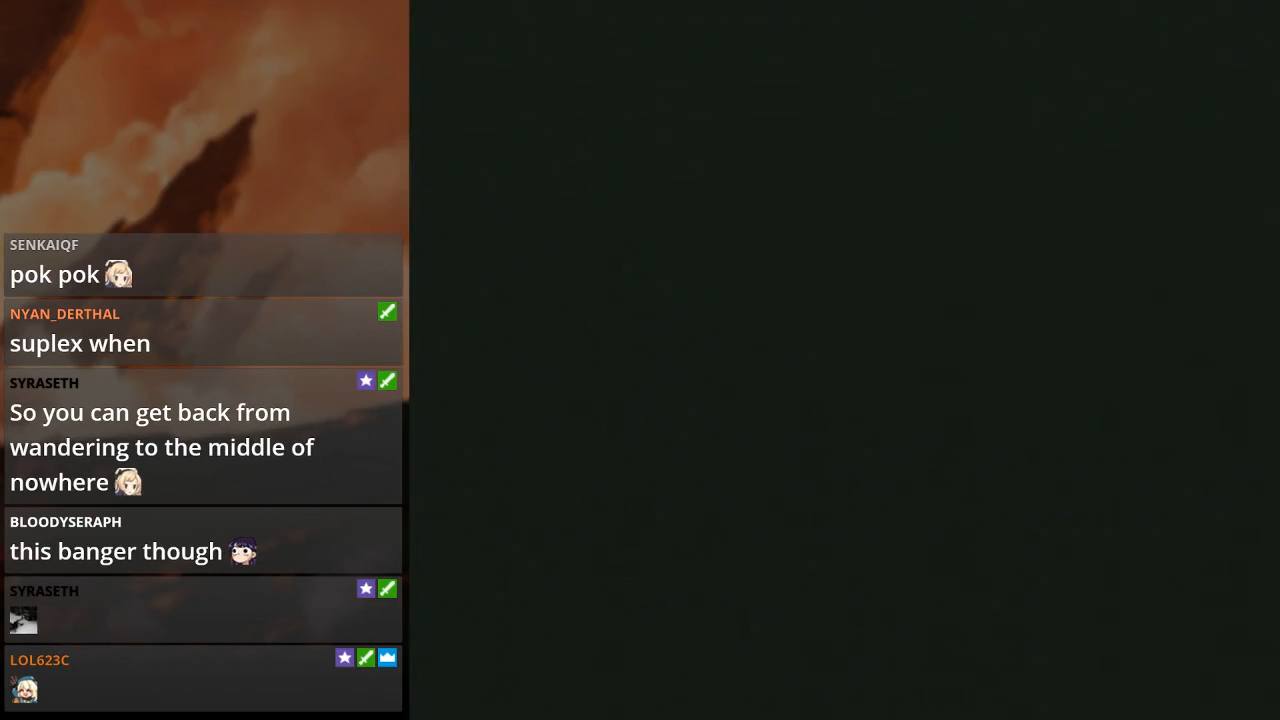 SENKAIQF
pok pok
NYAN_DERTHAL
suplex when
SYRASETH
So you can get back from
wandering to the middle of
nowhere
BLOODYSERAPH
this banger though
SYRASETH
LOL623C